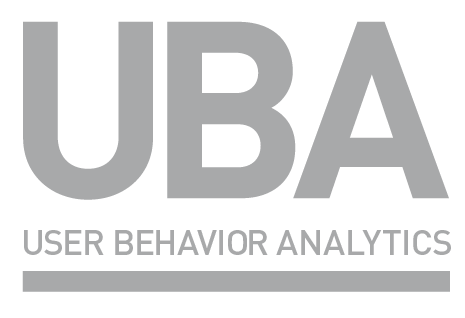 UBA
USER BEHAVIOR ANALYTICS